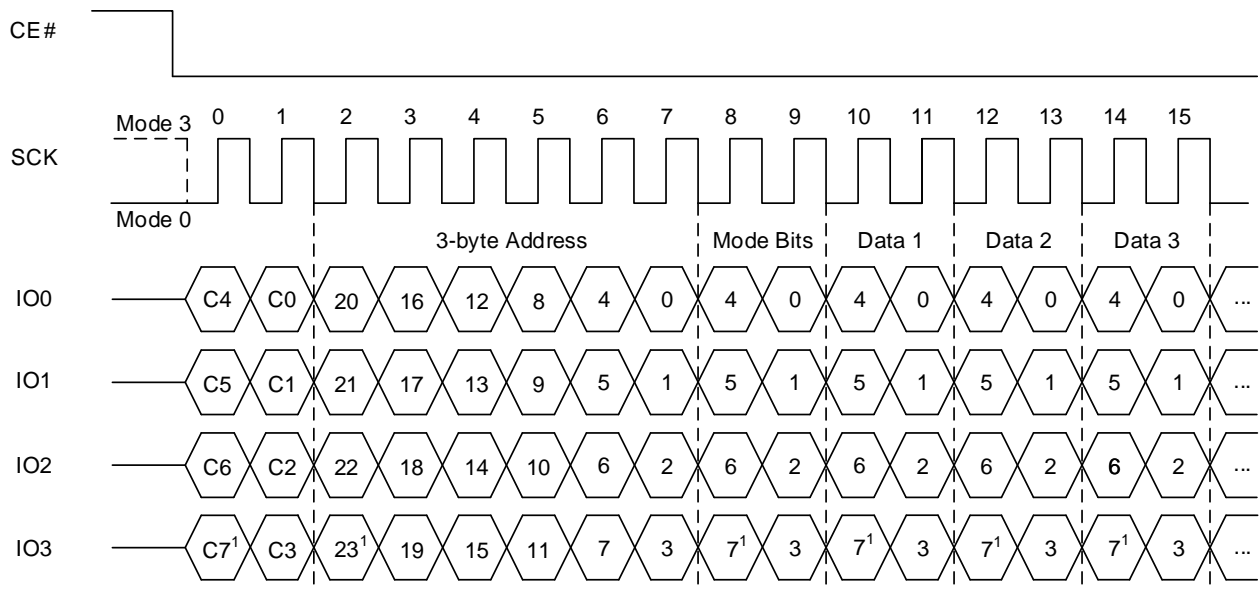 CE#
Mode 3
0 1 2 3 4 5 6 7 8 9 10 11 12 13 14 15
SCK
Mode 0
3-byte Address Mode Bits Data 1 Data 2 Data 3
IO0 C4 C0 20 16 12 8 4 0 4 0 4 0 4 0 4 0 ...
IO1 C5 C1 21 17 13 9 5 1 5 1 5 1 5 1 5 1 ...
IO2 C6 C2 22 18 14 10 6 2 6 2 6 2 6 2 6 2 ...
IO3 C7¹ C3 23¹ 19 15 11 7 3 7¹ 3 7¹ 3 7¹ 3 7¹ 3 ...